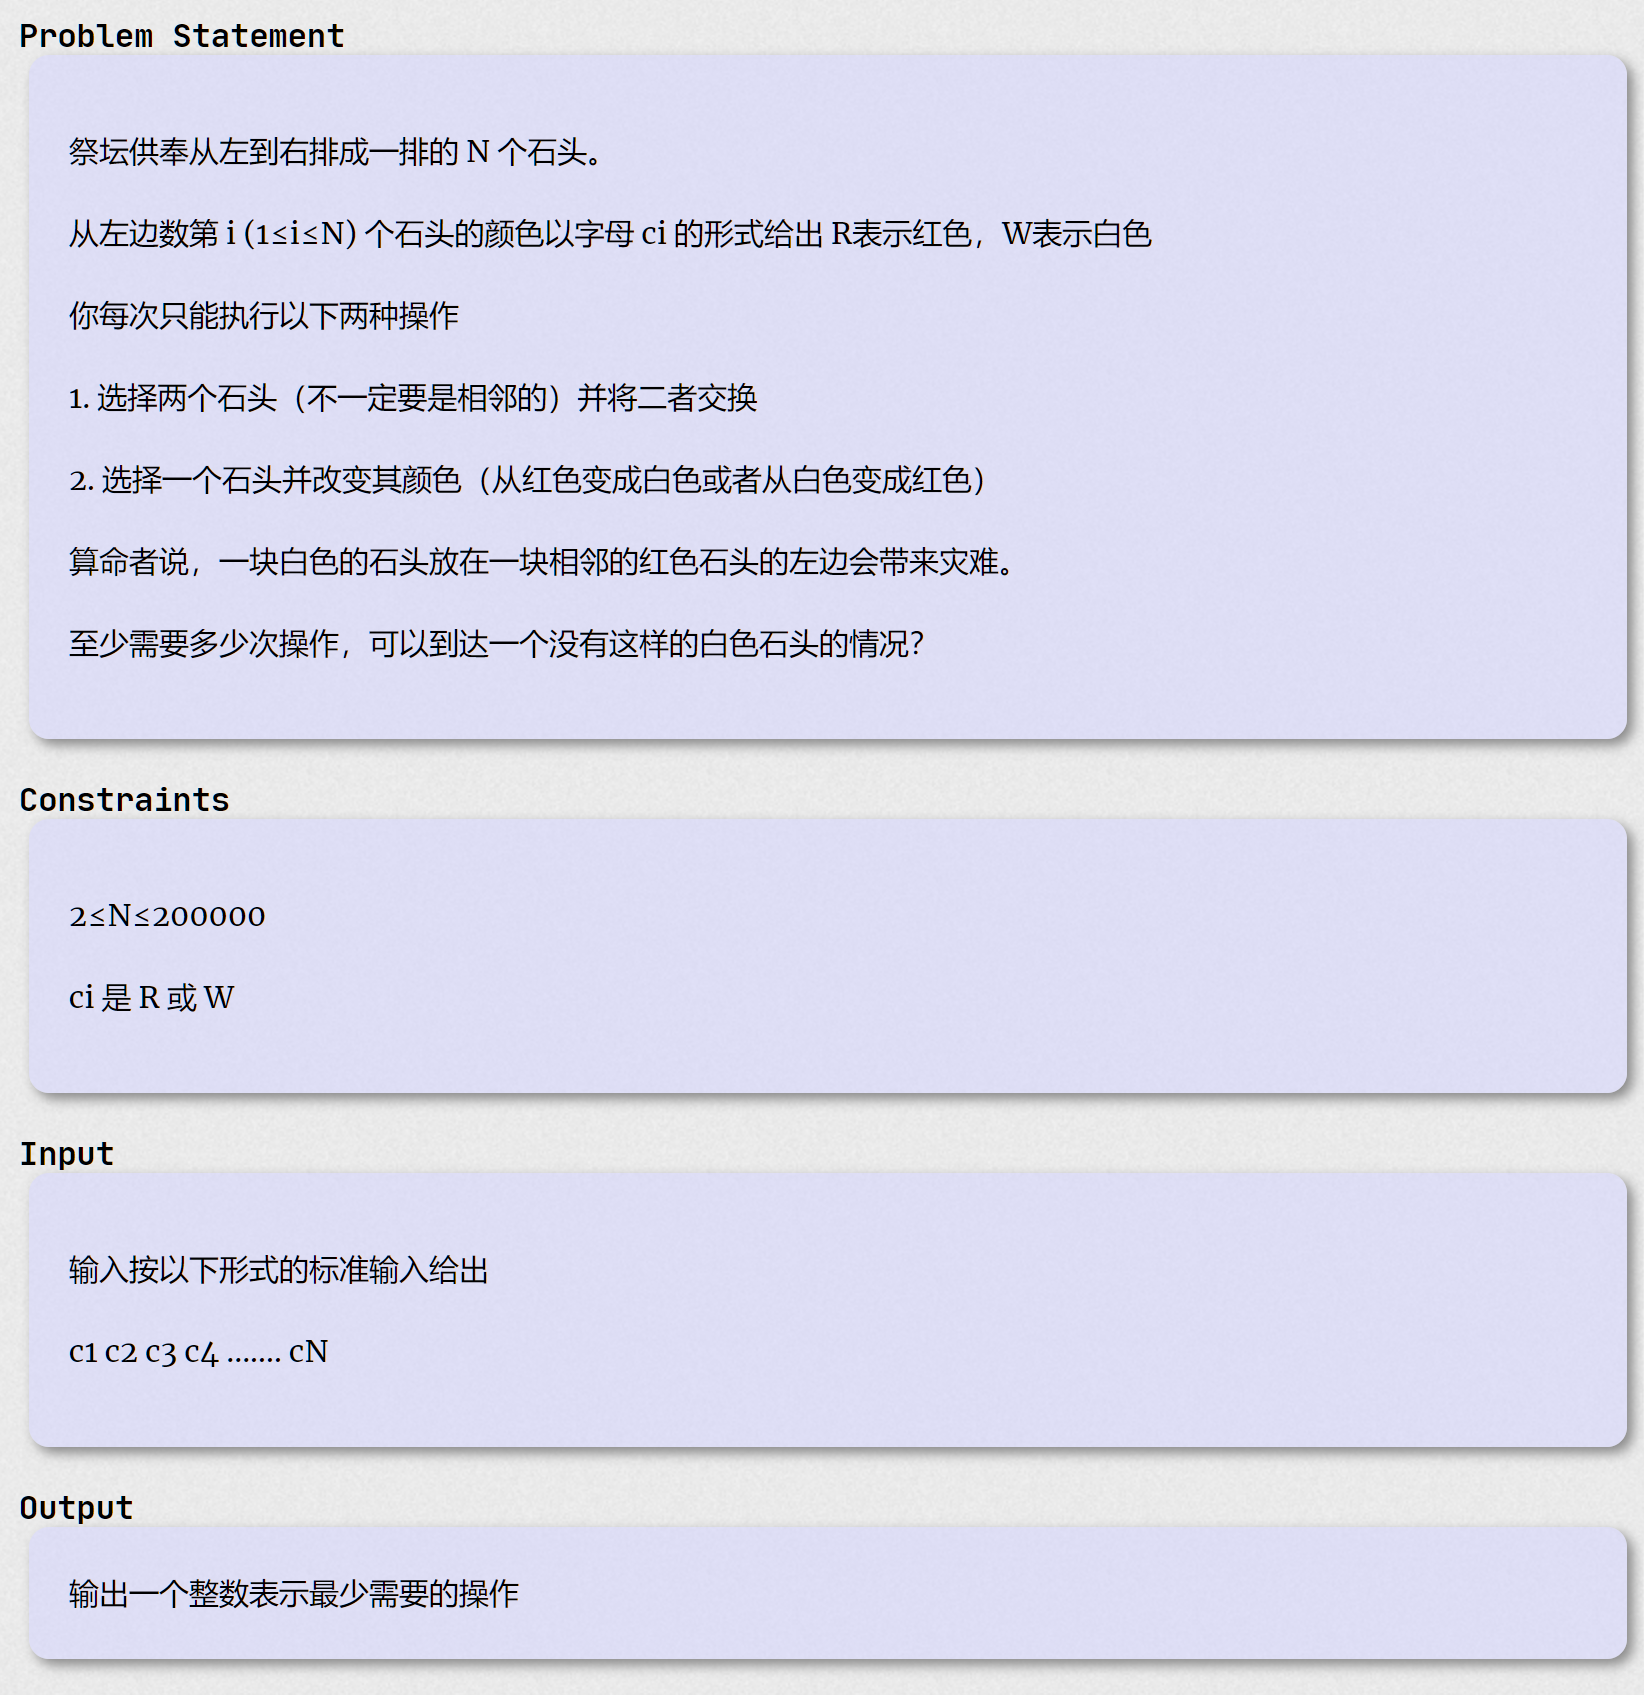 Problem Statement
祭坛供奉从左到右排成一排的 N 个石头。
从左边数第 i (1≤i≤N) 个石头的颜色以字母 ci 的形式给出 R表示红色，W表示白色
你每次只能执行以下两种操作
1. 选择两个石头（不一定要是相邻的）并将二者交换
2. 选择一个石头并改变其颜色（从红色变成白色或者从白色变成红色）
算命者说，一块白色的石头放在一块相邻的红色石头的左边会带来灾难。
至少需要多少次操作，可以到达一个没有这样的白色石头的情况？
Constraints
2≤N≤200000
ci 是 R 或 W
Input
输入按以下形式的标准输入给出
c1 c2 c3 c4 ....... cN
Output
输出一个整数表示最少需要的操作